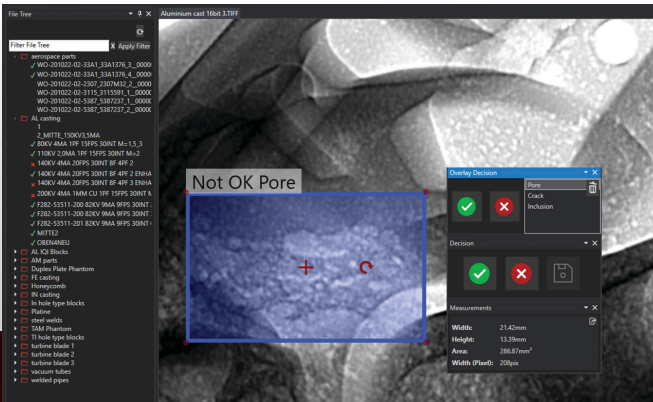 File Tree
Aluminium cast 16bit 3.TIFF
Filter File Tree
X Apply Filter
aerospace parts
WO-201022-02-33A1_33A1376_3__0000
WO-201022-02-33A1_33A1376_4__0000
WO-201022-02-2307_2307M32_2__0000
WO-201022-02-3115_3115591_1__0000
WO-201022-02-5387_5387237_1__0000
WO-201022-02-5387_5387237_2__0000
AL casting
1
2_MITTE_150KV3,5MA
80KV 4MA 1PF 15FPS 30INT M=1,5_3
110KV 2,0MA 1PF 15FPS 30INT M=2
140KV 4MA 20FPS 30INT BF 4PF 2
140KV 4MA 20FPS 30INT BF 4PF 2 ENHA
140KV 4MA 20FPS 30INT BF 4PF 3 ENHA
200KV 4MA 1MM CU 1PF 15FPS 30INT
F282-53511-200 82KV 9MA 9FPS 30INT
F282-53511-200 82KV 9MA 9FPS 30INT
F282-53511-201 82KV 9MA 9FPS 30INT
MITTE2
OBEN4NEU
AL IQI Blocks
AM parts
Duplex Plate Phantom
FE casting
Honeycomb
IN casting
In hole type blocks
Platine
steel welds
TAM Phantom
TI hole type blocks
turbine blade 1
turbine blade 2
turbine blade 3
vacuum tubes
welded pipes
Not OK Pore
Overlay Decision
Pore
Crack
Inclusion
Decision
Measurements
Width: 21.42mm
Height: 13.39mm
Area: 286.87mm²
Width (Pixel): 208pix